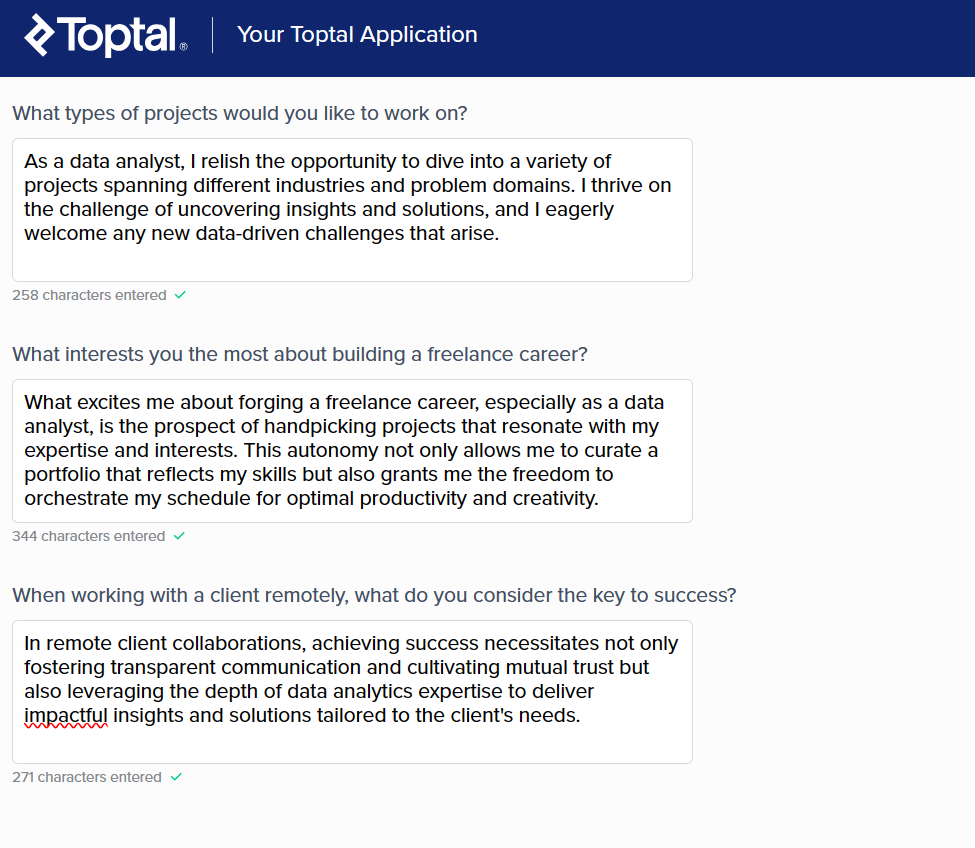 Toptal® Your Toptal Application
What types of projects would you like to work on?
As a data analyst, I relish the opportunity to dive into a variety of
projects spanning different industries and problem domains. I thrive on
the challenge of uncovering insights and solutions, and I eagerly
welcome any new data-driven challenges that arise.
258 characters entered
What interests you the most about building a freelance career?
What excites me about forging a freelance career, especially as a data
analyst, is the prospect of handpicking projects that resonate with my
expertise and interests. This autonomy not only allows me to curate a
portfolio that reflects my skills but also grants me the freedom to
orchestrate my schedule for optimal productivity and creativity.
344 characters entered
When working with a client remotely, what do you consider the key to success?
In remote client collaborations, achieving success necessitates not only
fostering transparent communication and cultivating mutual trust but
also leveraging the depth of data analytics expertise to deliver
impactful insights and solutions tailored to the client's needs.
271 characters entered